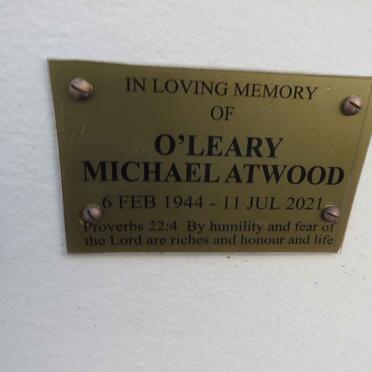 IN LOVING MEMORY
OF
O'LEARY
MICHAEL ATWOOD
6 FEB 1944 - 11 JUL 2021
Proverbs 22:4 By humility and fear of
the Lord are riches and honour and life